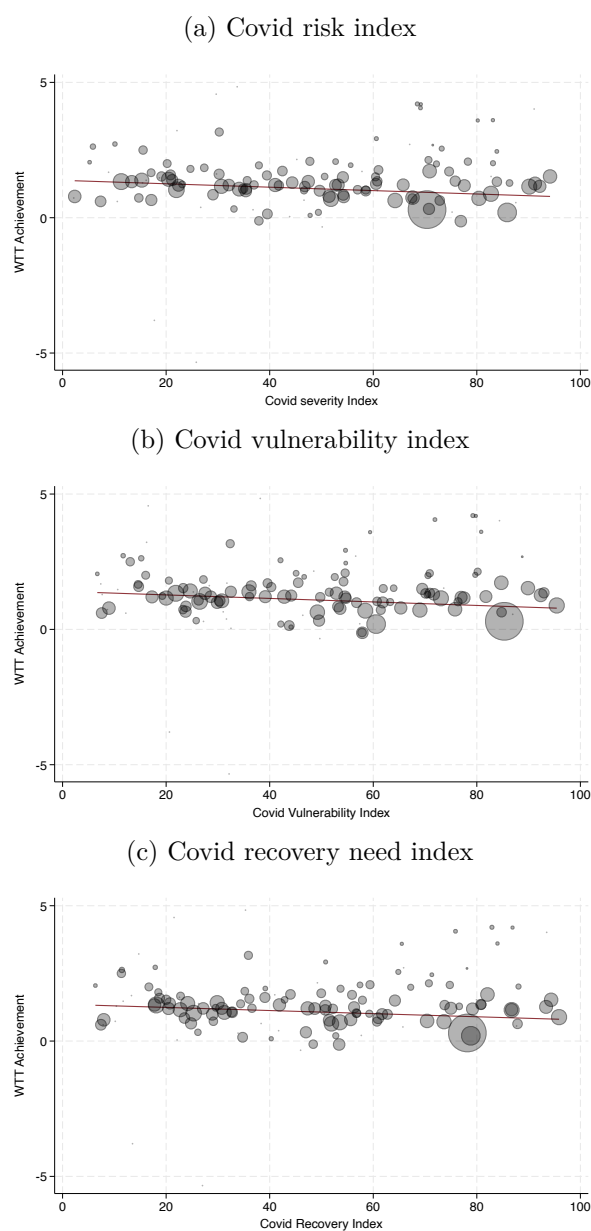 (a) Covid risk index
5
0
-5
WTT Achievement
0 20 40 60 80 100
Covid severity Index
(b) Covid vulnerability index
5
0
-5
WTT Achievement
0 20 40 60 80 100
Covid Vulnerability Index
(c) Covid recovery need index
5
0
-5
WTT Achievement
0 20 40 60 80 100
Covid Recovery Index